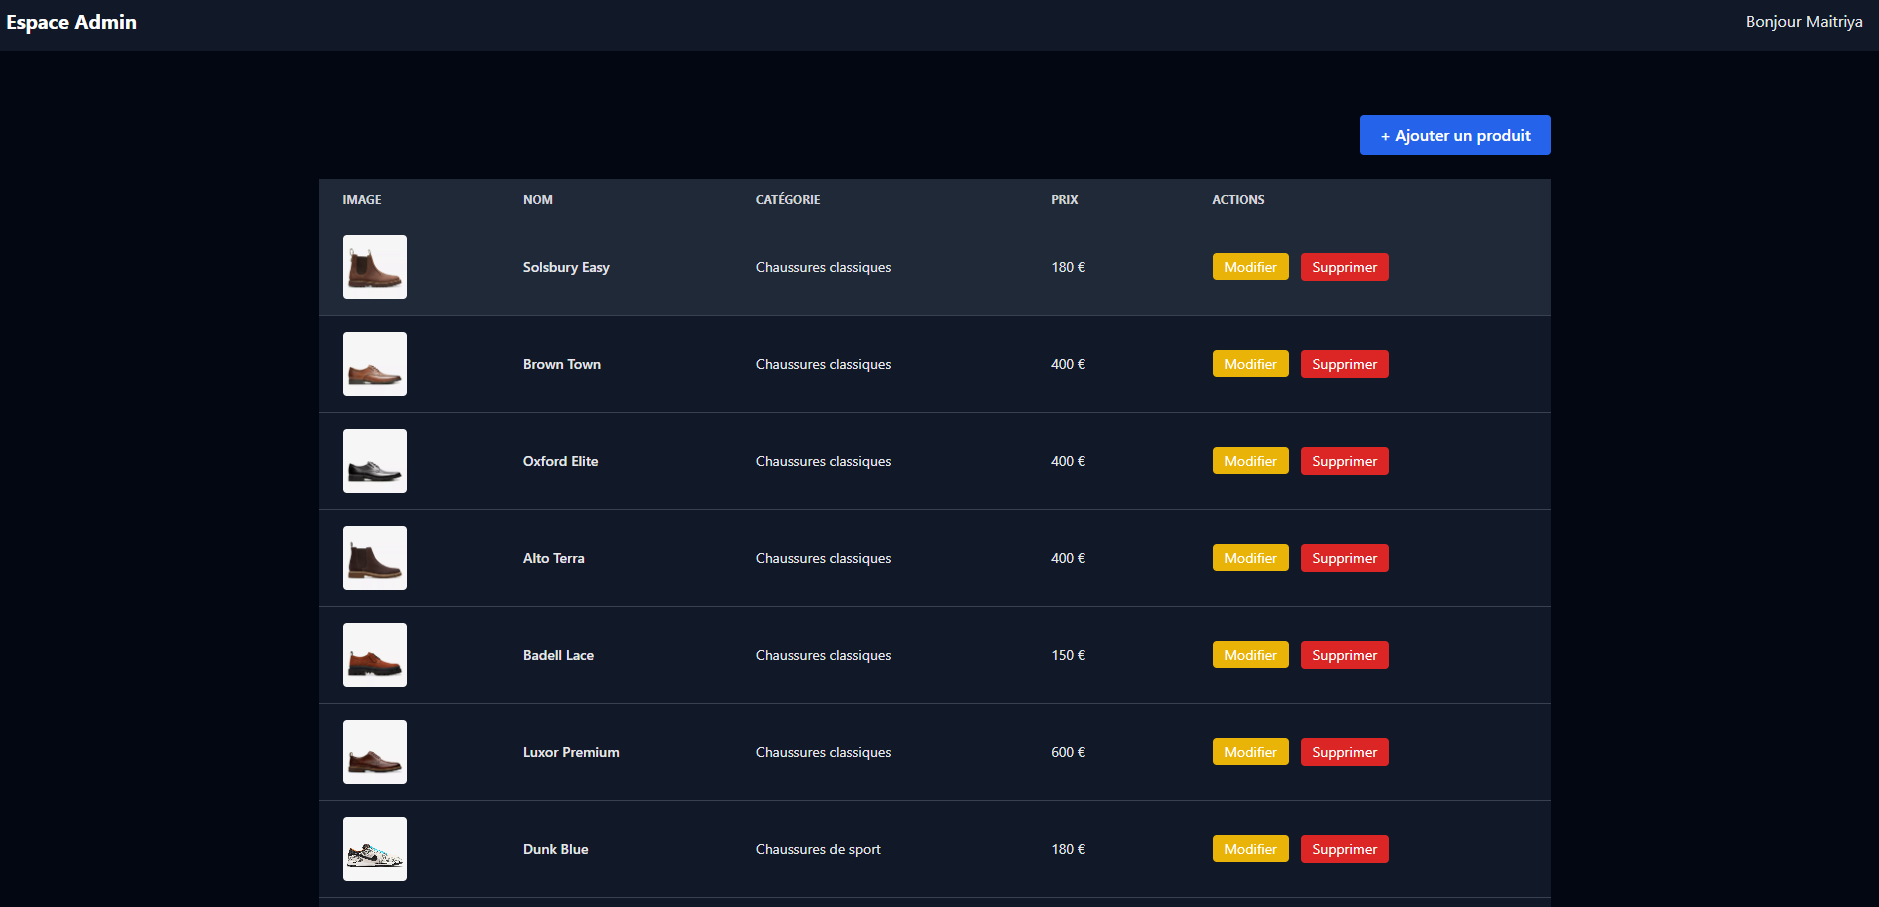 Espace Admin
Bonjour Maitriya
+ Ajouter un produit
IMAGE NOM CATÉGORIE PRIX ACTIONS
Solsbury Easy Chaussures classiques 180 € Modifier Supprimer
Brown Town Chaussures classiques 400 € Modifier Supprimer
Oxford Elite Chaussures classiques 400 € Modifier Supprimer
Alto Terra Chaussures classiques 400 € Modifier Supprimer
Badell Lace Chaussures classiques 150 € Modifier Supprimer
Luxor Premium Chaussures classiques 600 € Modifier Supprimer
Dunk Blue Chaussures de sport 180 € Modifier Supprimer